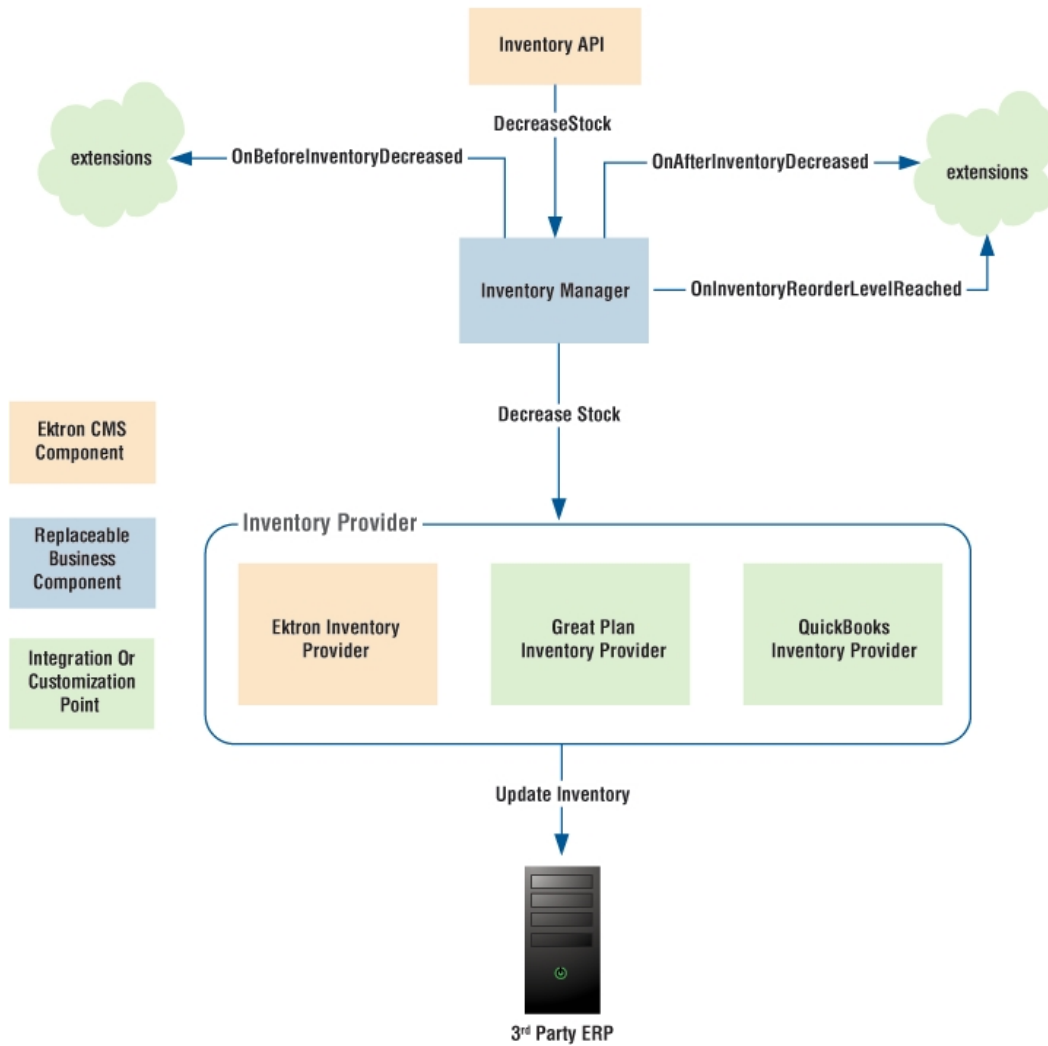 Inventory API
DecreaseStock
extensions
OnBeforeInventoryDecreased
OnAfterInventoryDecreased
extensions
Inventory Manager
OnInventoryReorderLevelReached
Decrease Stock
Ektron CMS
Component
Replaceable
Business
Component
Integration Or
Customization
Point
Inventory Provider
Ektron Inventory
Provider
Great Plan
Inventory Provider
QuickBooks
Inventory Provider
Update Inventory
3rd Party ERP